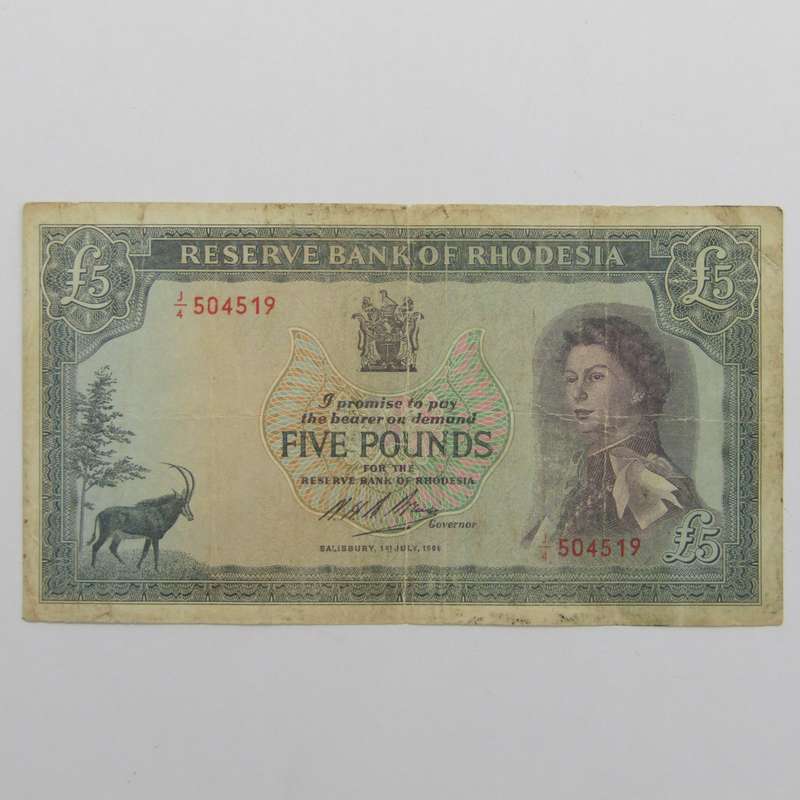 RESERVE BANK OF RHODESIA
£5
£5
J/4 504519
I promise to pay
the bearer on demand
FIVE POUNDS
FOR THE
RESERVE BANK OF RHODESIA
Governor
SALISBURY, 1ST JULY, 1966
J/4 504519
£5